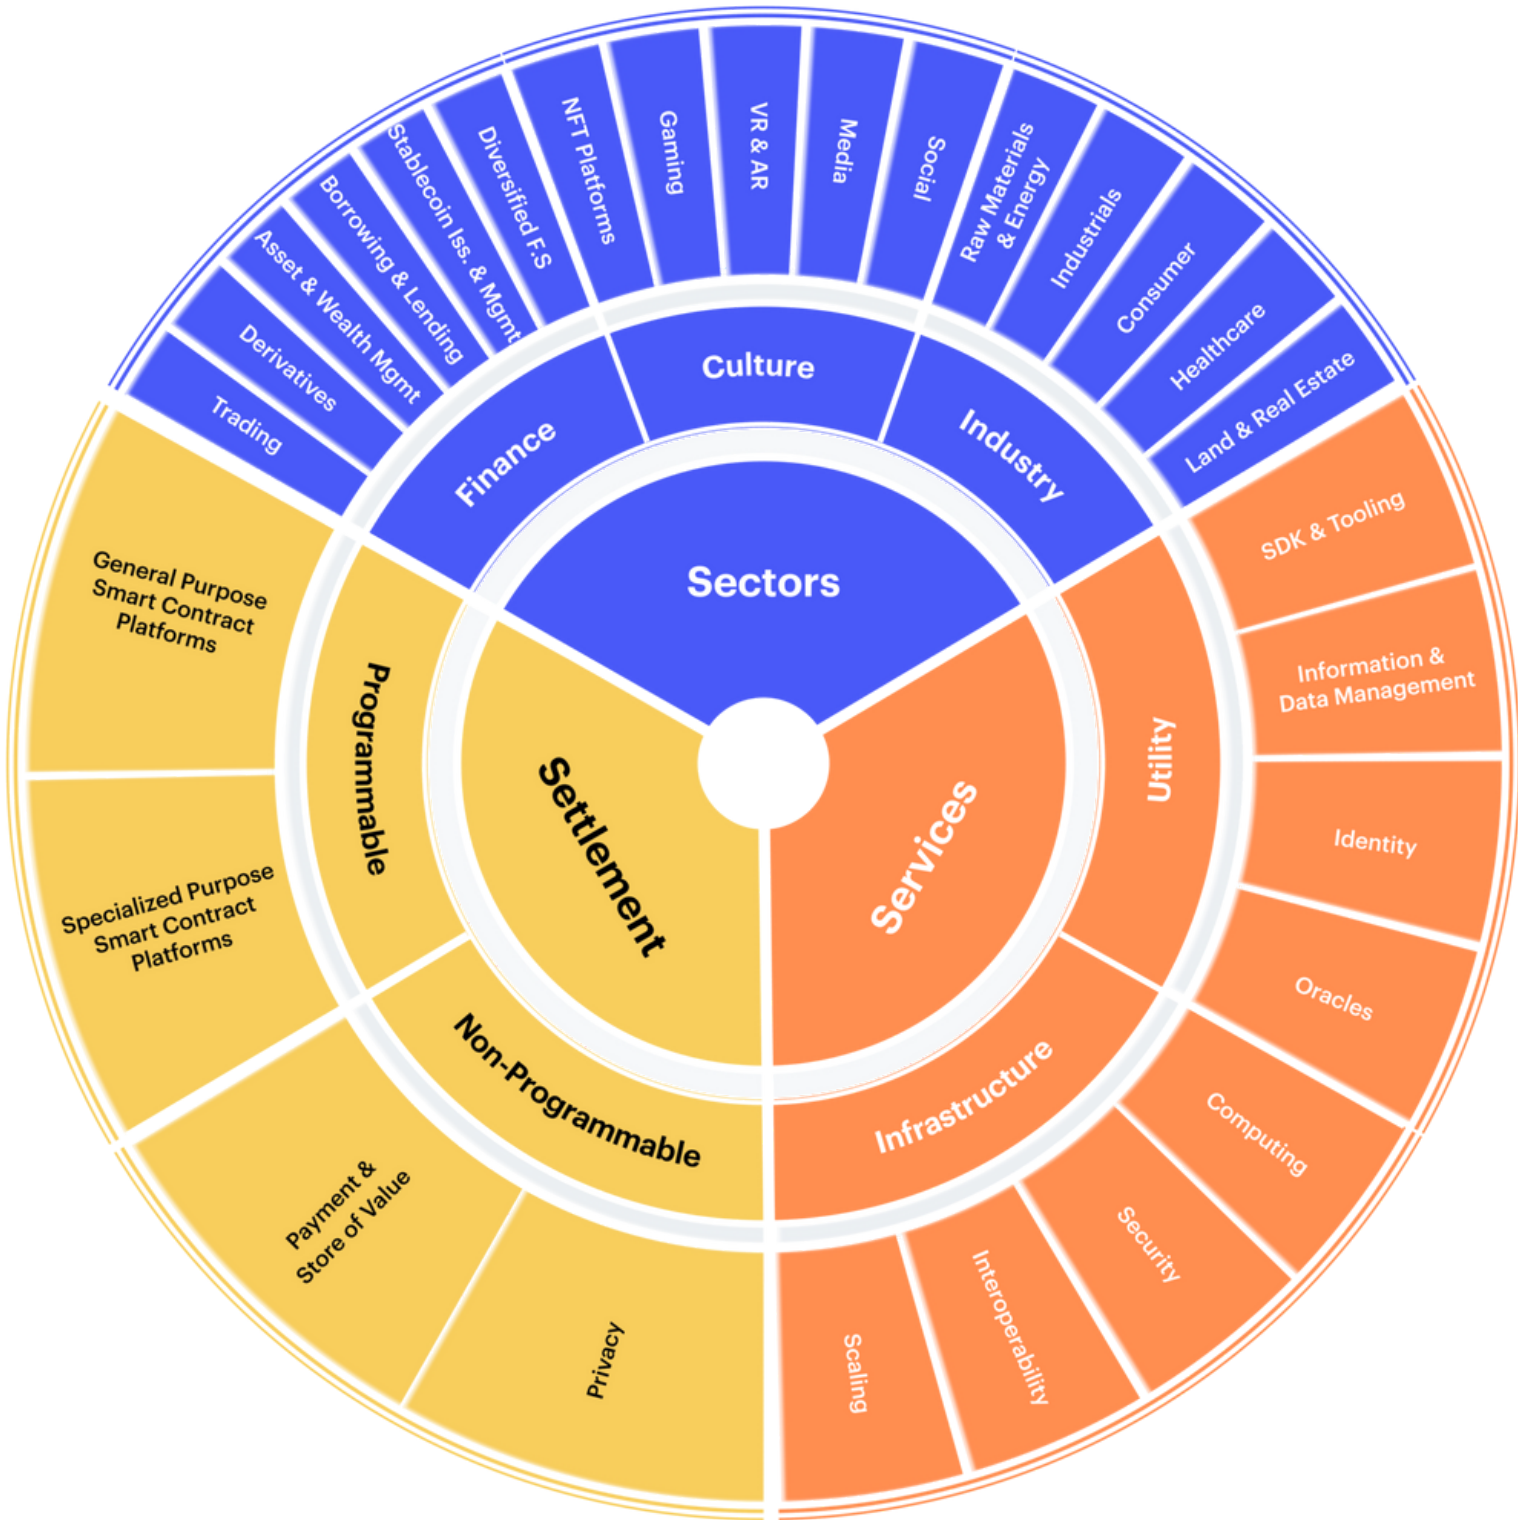 Sectors
Finance
Culture
Industry
Trading
Derivatives
Asset & Wealth Mgmt
Borrowing & Lending
Stablecoin Iss. & Mgmt
Diversified F.S
NFT Platforms
Gaming
VR & AR
Media
Social
Raw Materials
& Energy
Industrials
Consumer
Healthcare
Land & Real Estate
Services
Utility
Infrastructure
SDK & Tooling
Information &
Data Management
Identity
Oracles
Computing
Security
Interoperability
Scaling
Settlement
Programmable
Non-Programmable
General Purpose
Smart Contract
Platforms
Specialized Purpose
Smart Contract
Platforms
Payment &
Store of Value
Privacy